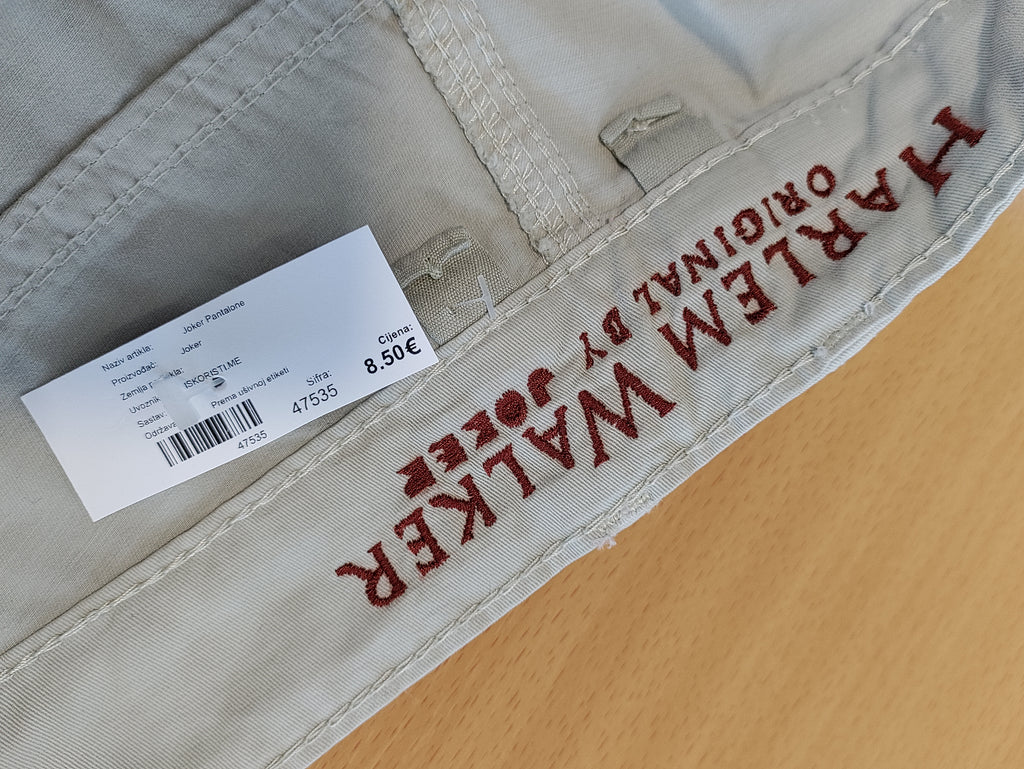 Naziv artikla: Joker Pantalone
Proizvođač: Joker
Zemlja
Uvoznik ISKORISTI.ME
Sastav:
Prema ušivnoj etiketi
47535
Šifra:
47535
Cijena:
8.50€
HARLEM WALKER
ORIGINAL BY JOKER